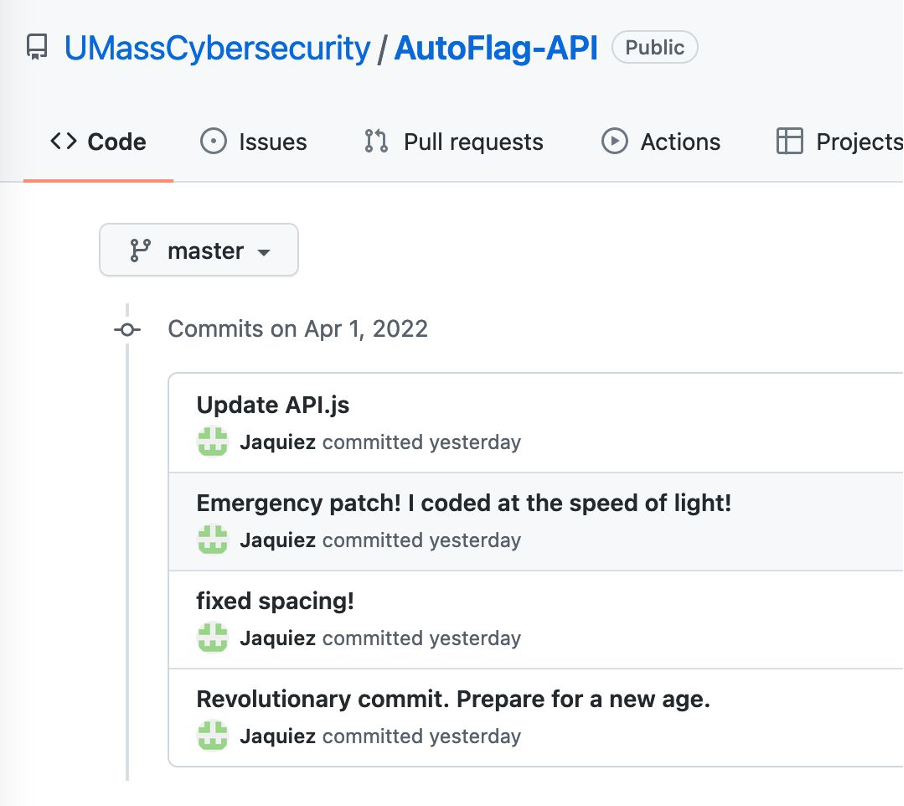 UMassCybersecurity / AutoFlag-API Public
Code Issues Pull requests Actions Projects
master
Commits on Apr 1, 2022
Update API.js
Jaquiez committed yesterday
Emergency patch! I coded at the speed of light!
Jaquiez committed yesterday
fixed spacing!
Jaquiez committed yesterday
Revolutionary commit. Prepare for a new age.
Jaquiez committed yesterday